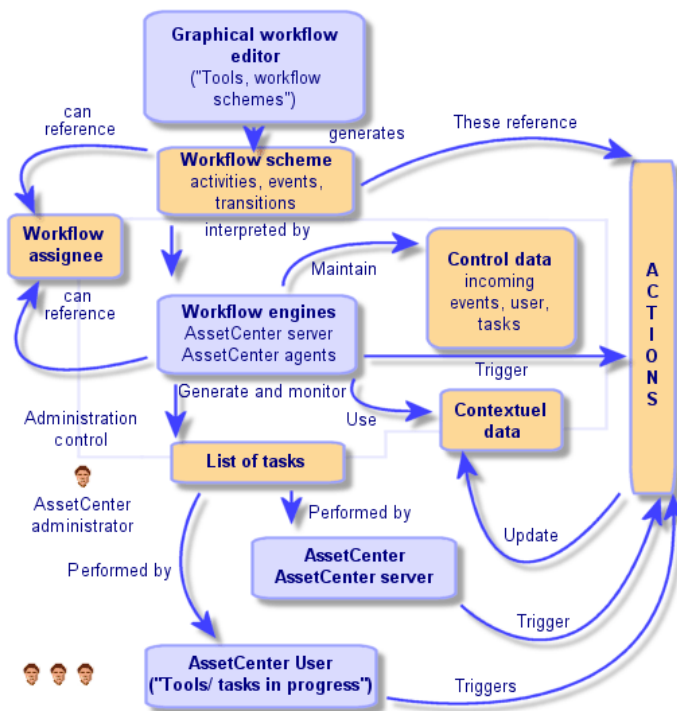 Graphical workflow
editor
("Tools, workflow
schemes")
can
reference
generates
These reference
Workflow scheme
activities, events,
transitions
Workflow
assignee
interpreted by
Maintain
Control data
incoming
events, user,
tasks
ACTIONS
can
reference
Workflow engines
AssetCenter server
AssetCenter agents
Trigger
Generate and monitor
Use
Contextuel
data
Administration
control
List of tasks
AssetCenter
administrator
Performed by
Update
AssetCenter
AssetCenter server
Performed by
Trigger
AssetCenter User
("Tools/ tasks in progress")
Triggers